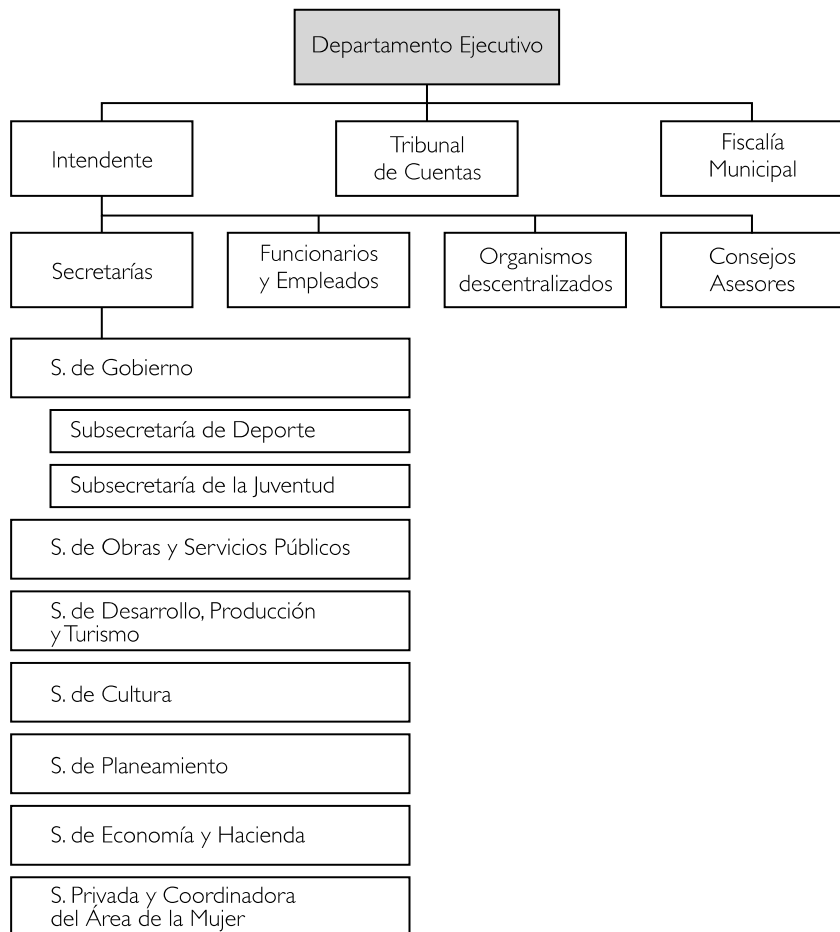 Departamento Ejecutivo
Intendente
Tribunal
de Cuentas
Fiscalía
Municipal
Secretarías
Funcionarios
y Empleados
Organismos
descentralizados
Consejos
Asesores
S. de Gobierno
Subsecretaría de Deporte
Subsecretaría de la Juventud
S. de Obras y Servicios Públicos
S. de Desarrollo, Producción
y Turismo
S. de Cultura
S. de Planeamiento
S. de Economía y Hacienda
S. Privada y Coordinadora
del Área de la Mujer